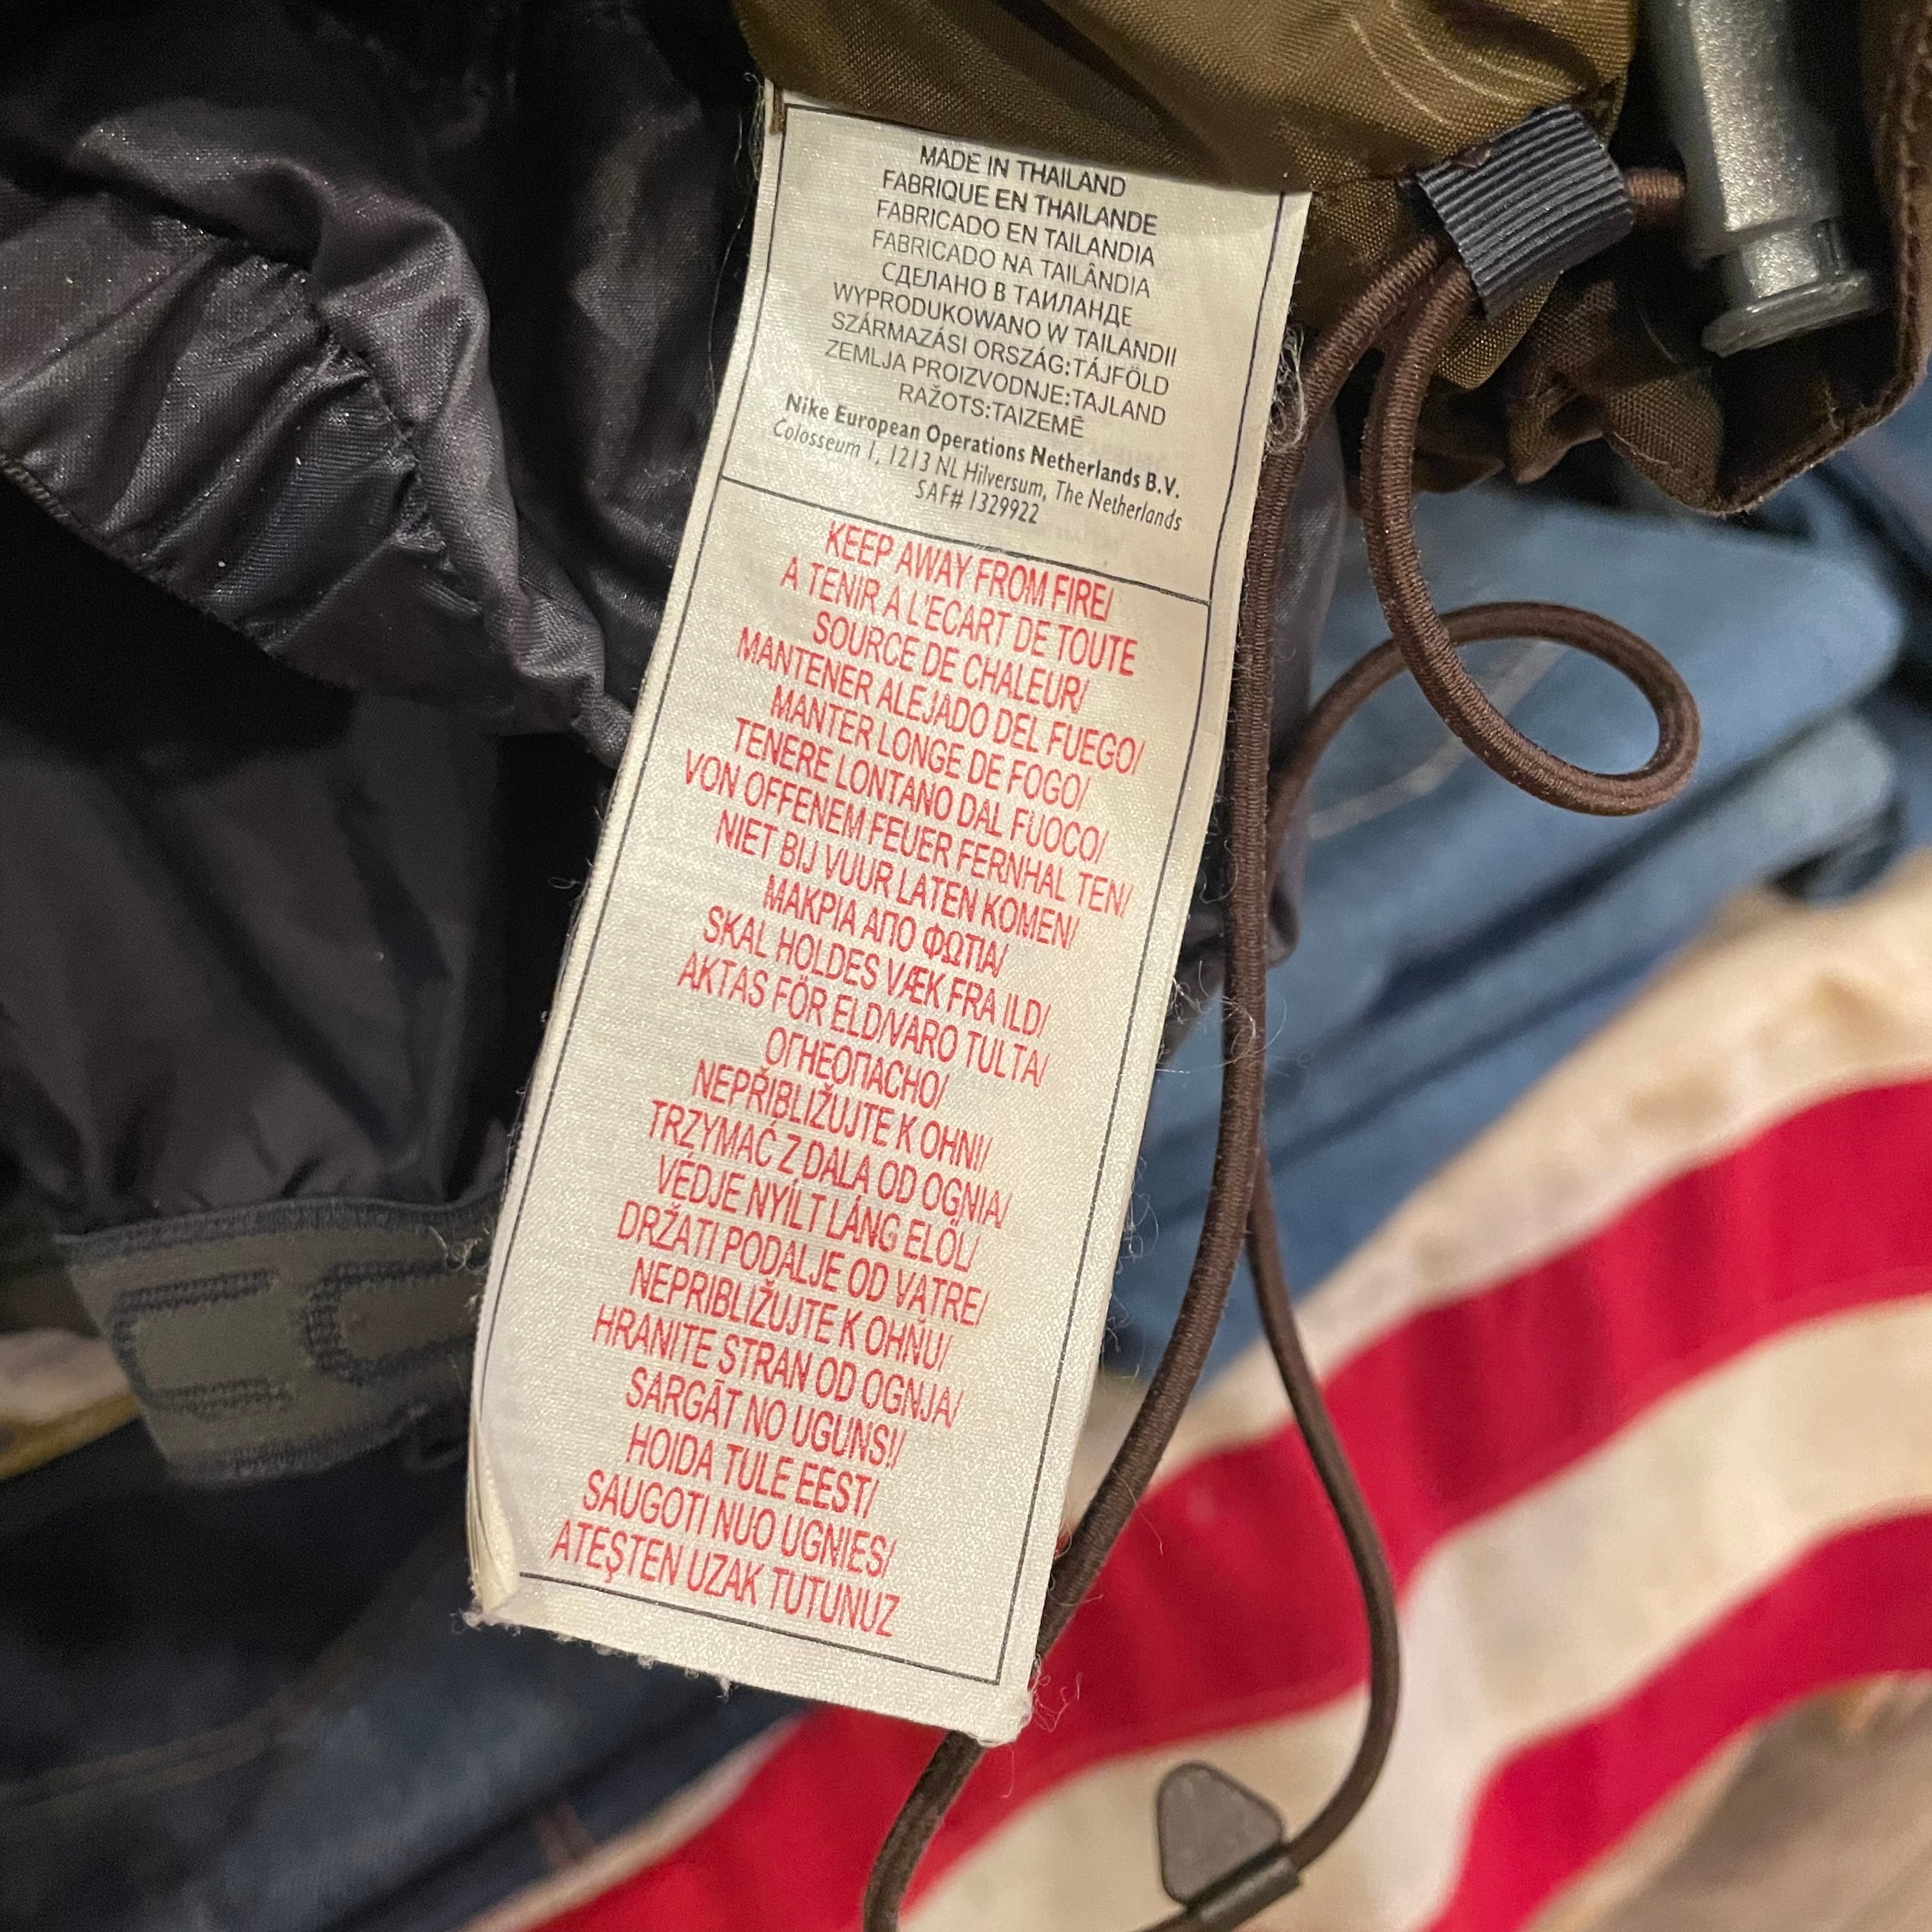 MADE IN THAILAND
FABRIQUE EN THAILANDE
FABRICADO EN TAILANDIA
FABRICADO NA TAILÂNDIA
СДЕЛАНО В ТАИЛАНДЕ
WYPRODUKOWANO W TAILANDII
SZÁRMAZÁSI ORSZÁG:TÁJFÖLD
ZEMLJA PROIZVODNJE:TAJLAND
RAŽOTS:TAIZEMĒ
Nike European Operations Netherlands B.V.
Colosseum 1, 1213 NL Hilversum, The Netherlands
SAF# 1329922
KEEP AWAY FROM FIRE/
A TENIR A L'ECART DE TOUTE
SOURCE DE CHALEUR/
MANTENER ALEJADO DEL FUEGO/
MANTER LONGE DE FOGO/
TENERE LONTANO DAL FUOCO/
VON OFFENEM FEUER FERNHAL TEN/
NIET BIJ VUUR LATEN KOMEN/
ΜΑΚΡΙΑ ΑΠΟ ΦΩΤΙΑ/
SKAL HOLDES VÆK FRA ILD/
AKTAS FÖR ELD/VARO TULTA/
ОГНЕОПАСНО/
NEPŘIBLIŽUJTE K OHNI/
TRZYMAĆ Z DALA OD OGNIA/
VÉDJE NYÍLT LÁNG ELŐL/
DRŽATI PODALJE OD VATRE/
NEPRIBLIŽUJTE K OHŇU/
HRANITE STRAN OD OGNJA/
SARGĀT NO UGUNS!/
HOIDA TULE EEST/
SAUGOTI NUO UGNIES/
ATEŞTEN UZAK TUTUNUZ